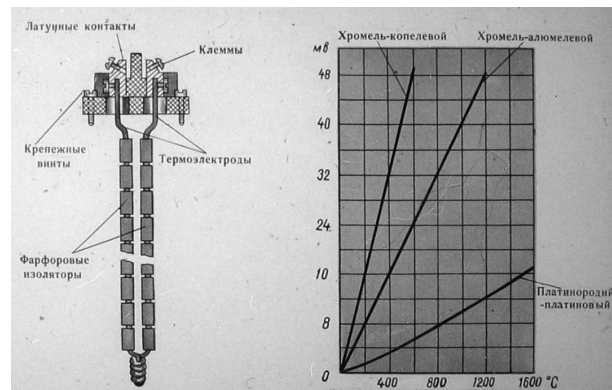 Латунные контакты
Клеммы
Крепежные
винты
Термоэлектроды
Фарфоровые
изоляторы
Хромель-копелевой
Хромель-алюмелевой
мв
48
40
32
24
10
8
0
400
800
1200
1600 °С
Платинородий
-платиновый